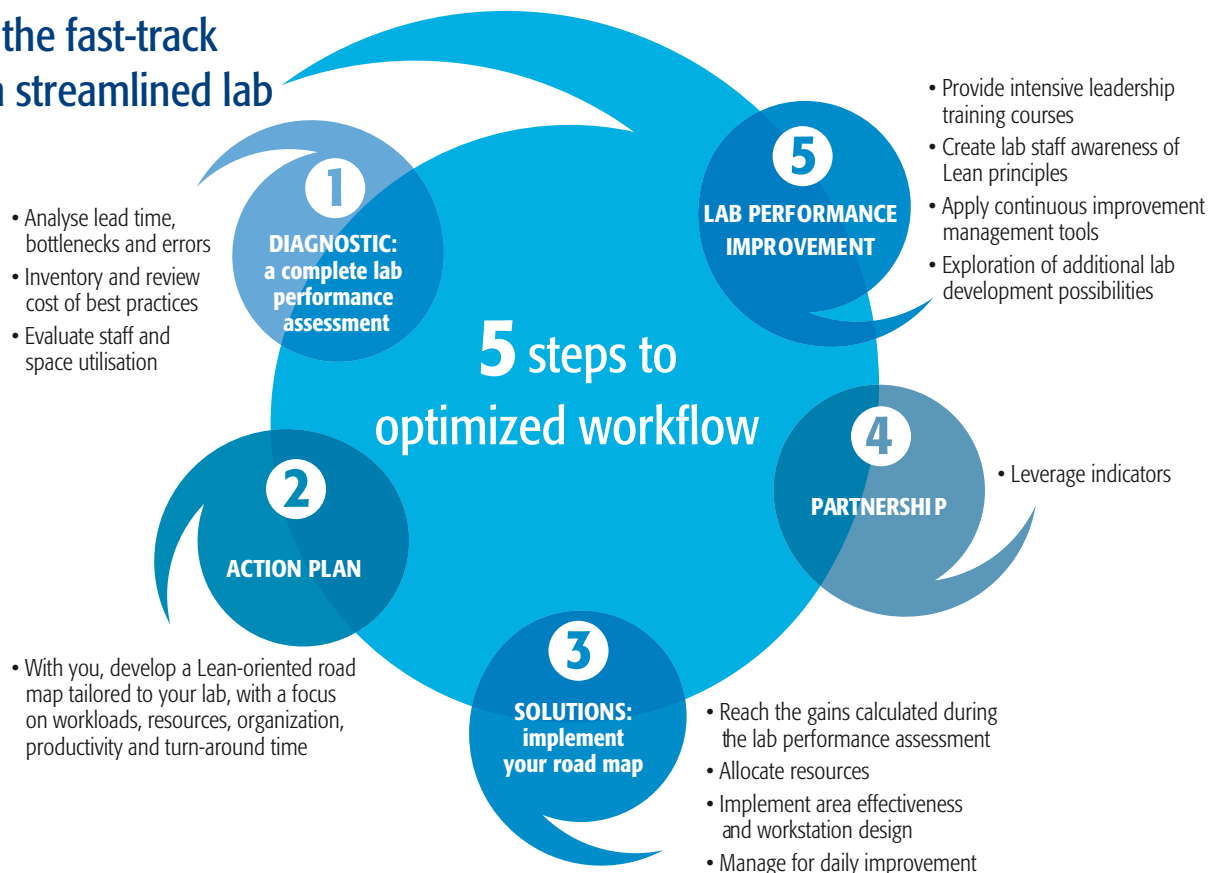 the fast-track
streamlined lab
1
DIAGNOSTIC:
a complete lab
performance
assessment
• Analyse lead time,
bottlenecks and errors
• Inventory and review
cost of best practices
• Evaluate staff and
space utilisation
5 steps to
optimized workflow
2
ACTION PLAN
• With you, develop a Lean-oriented road
map tailored to your lab, with a focus
on workloads, resources, organization,
productivity and turn-around time
3
SOLUTIONS:
implement
your road map
• Reach the gains calculated during
the lab performance assessment
• Allocate resources
• Implement area effectiveness
and workstation design
• Manage for daily improvement
4
PARTNERSHIP
• Leverage indicators
5
LAB PERFORMANCE
IMPROVEMENT
• Provide intensive leadership
training courses
• Create lab staff awareness of
Lean principles
• Apply continuous improvement
management tools
• Exploration of additional lab
development possibilities